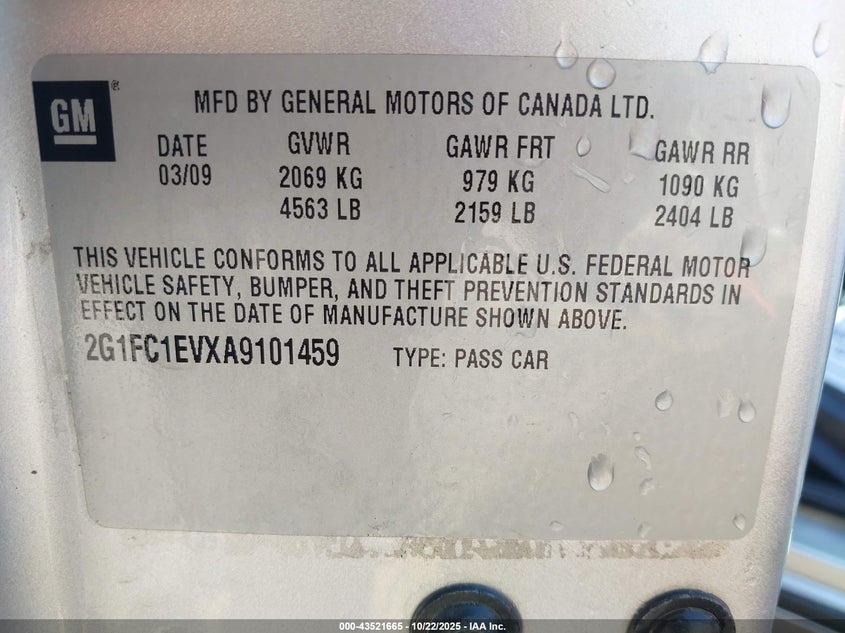 GM®
MFD BY GENERAL MOTORS OF CANADA LTD.
DATE GVWR GAWR FRT GAWR RR
03/09 2069 KG 979 KG 1090 KG
4563 LB 2159 LB 2404 LB
THIS VEHICLE CONFORMS TO ALL APPLICABLE U.S. FEDERAL MOTOR
VEHICLE SAFETY, BUMPER, AND THEFT PREVENTION STANDARDS IN
EFFECT ON THE DATE OF MANUFACTURE SHOWN ABOVE.
2G1FC1EVXA9101459 TYPE: PASS CAR
000-43521665 - 10/22/2025 - IAA Inc.